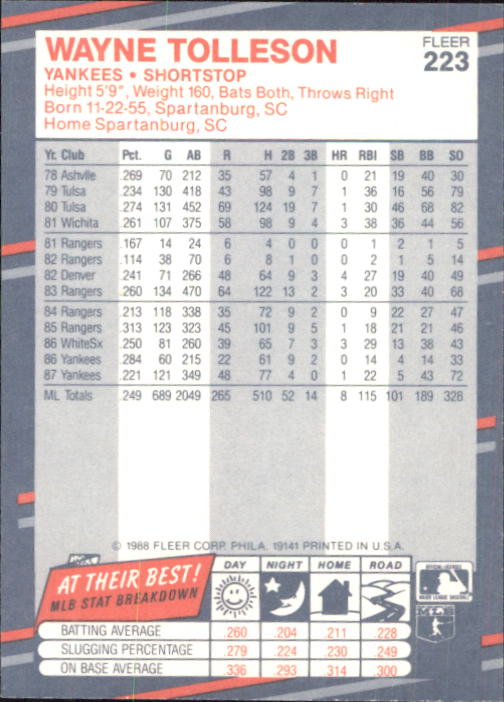 WAYNE TOLLESON
FLEER
223
YANKEES • SHORTSTOP
Height 5'9", Weight 160, Bats Both, Throws Right
Born 11-22-55, Spartanburg, SC
Home Spartanburg, SC
Yr. Club Pct. G AB R H 2B 3B HR RBI SB BB SO
78 Ashvlle .269 70 212 35 57 4 1 0 21 19 40 30
79 Tulsa .234 130 418 43 98 9 7 1 36 16 56 79
80 Tulsa .274 131 452 69 124 19 7 1 30 46 68 82
81 Wichita .261 107 375 58 98 9 4 3 38 36 44 56
81 Rangers .167 14 24 6 4 0 0 0 1 2 1 5
82 Rangers .114 38 70 6 8 1 0 0 2 1 5 14
82 Denver .241 71 266 48 64 9 3 4 27 19 40 49
83 Rangers .260 134 470 64 122 13 2 3 20 33 40 68
84 Rangers .213 118 338 35 72 9 2 0 9 22 27 47
85 Rangers .313 123 323 45 101 9 5 1 18 21 21 46
86 WhiteSx .250 81 260 39 65 7 3 3 29 13 38 43
86 Yankees .284 60 215 22 61 9 2 0 14 4 14 33
87 Yankees .221 121 349 48 77 4 0 1 22 5 43 72
ML Totals .249 689 2049 265 510 52 14 8 115 101 189 328
© 1988 FLEER CORP. PHILA. 19141 PRINTED IN U.S.A.
AT THEIR BEST!
MLB STAT BREAKDOWN
DAY NIGHT HOME ROAD
BATTING AVERAGE .260 .204 .211 .228
SLUGGING PERCENTAGE .279 .224 .230 .249
ON BASE AVERAGE .336 .293 .314 .300
OFFICIAL LICENSEE
MAJOR LEAGUE BASEBALL